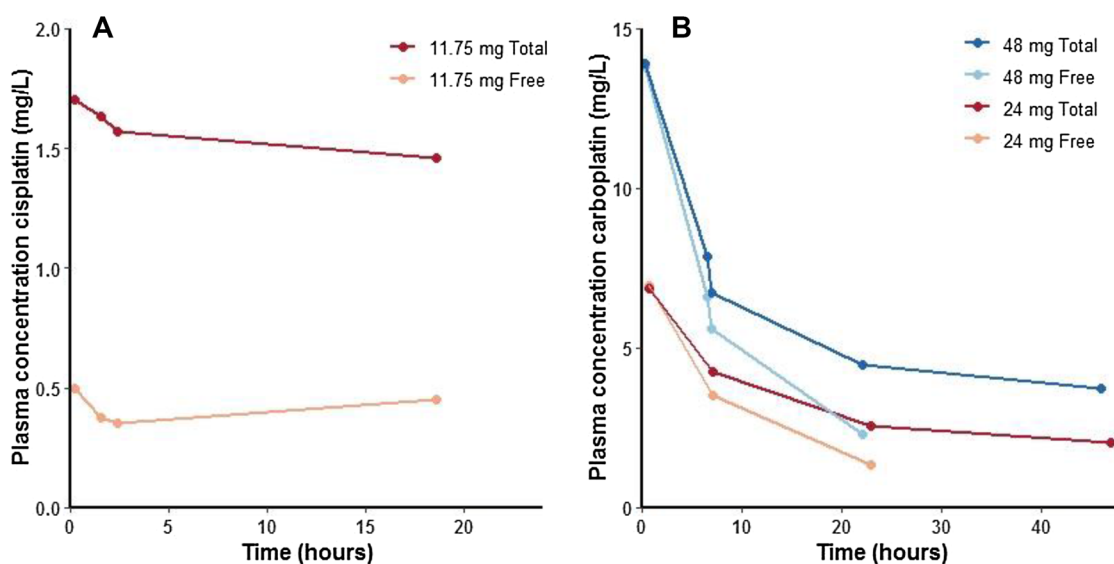 A
11.75 mg Total
11.75 mg Free
Plasma concentration cisplatin (mg/L)
2.0
1.5
1.0
0.5
0.0
0
5
10
15
20
Time (hours)
B
48 mg Total
48 mg Free
24 mg Total
24 mg Free
Plasma concentration carboplatin (mg/L)
15
10
5
0
0
10
20
30
40
Time (hours)